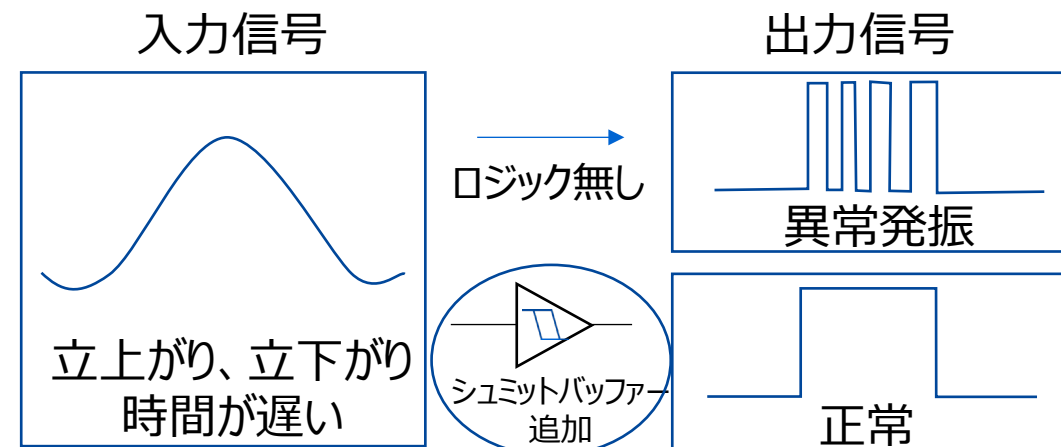 入力信号
出力信号
ロジック無し
異常発振
立上がり、立下がり
時間が遅い
シュミットバッファー
追加
正常